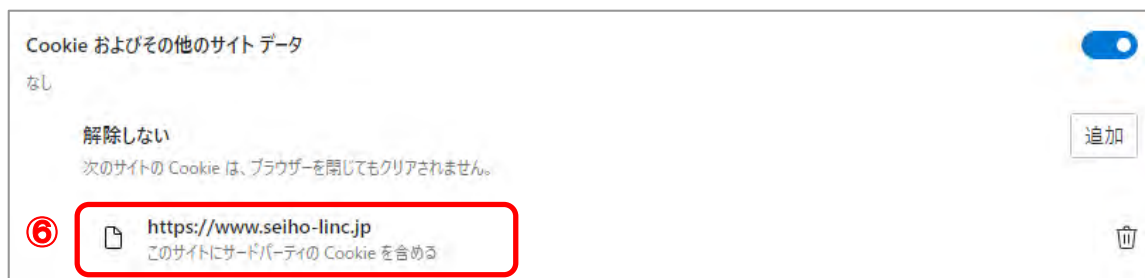 Cookie およびその他のサイト データ
なし
解除しない
追加
次のサイトの Cookie は、ブラウザーを閉じてもクリアされません。
⑥
https://www.seiho-linc.jp
このサイトにサードパーティの Cookie を含める